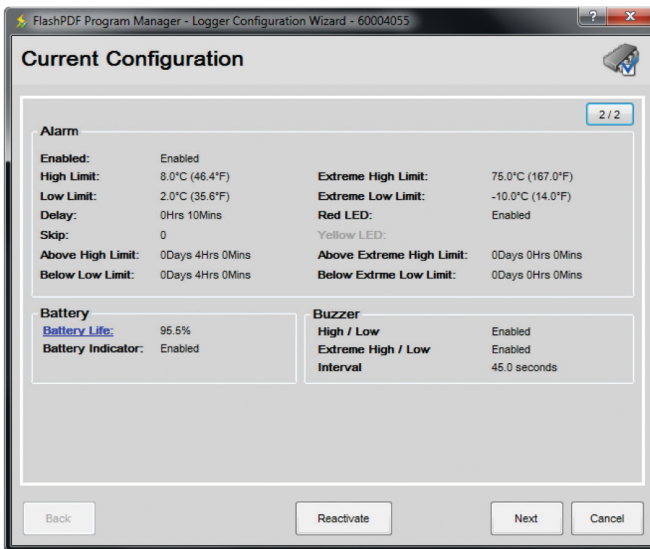 FlashPDF Program Manager - Logger Configuration Wizard - 60004055
?
X
Current Configuration
2 / 2
Alarm
Enabled: Enabled
High Limit: 8.0°C (46.4°F) Extreme High Limit: 75.0°C (167.0°F)
Low Limit: 2.0°C (35.6°F) Extreme Low Limit: -10.0°C (14.0°F)
Delay: 0Hrs 10Mins Red LED: Enabled
Skip: 0 Yellow LED:
Above High Limit: 0Days 4Hrs 0Mins Above Extreme High Limit: 0Days 0Hrs 0Mins
Below Low Limit: 0Days 4Hrs 0Mins Below Extrme Low Limit: 0Days 0Hrs 0Mins
Battery
Battery Life: 95.5%
Battery Indicator: Enabled
Buzzer
High / Low Enabled
Extreme High / Low Enabled
Interval 45.0 seconds
Back Reactivate Next Cancel